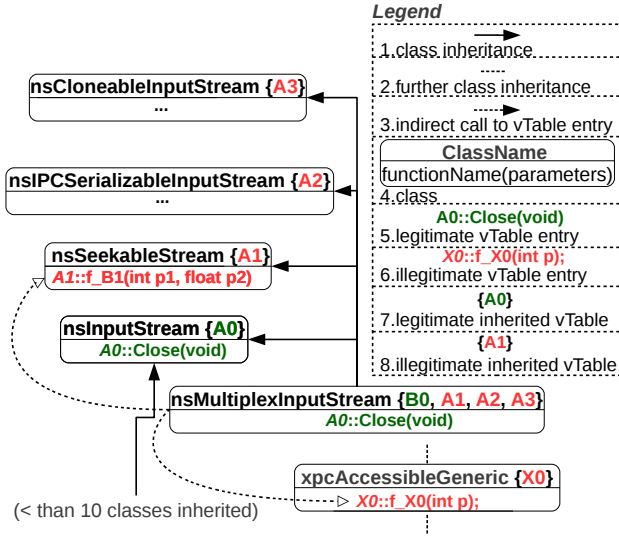 Legend
1.class inheritance
2.further class inheritance
3.indirect call to vTable entry
ClassName
functionName(parameters)
4.class
A0::Close(void)
5.legitimate vTable entry
X0::f_X0(int p);
6.illegitimate vTable entry
{A0}
7.legitimate inherited vTable
{A1}
8.illegitimate inherited vTable
nsCloneableInputStream {A3}
...
nsIPCSerializableInputStream {A2}
...
nsSeekableStream {A1}
A1::f_B1(int p1, float p2)
nsInputStream {A0}
A0::Close(void)
nsMultiplexInputStream {B0, A1, A2, A3}
A0::Close(void)
xpcAccessibleGeneric {X0}
X0::f_X0(int p);
(< than 10 classes inherited)